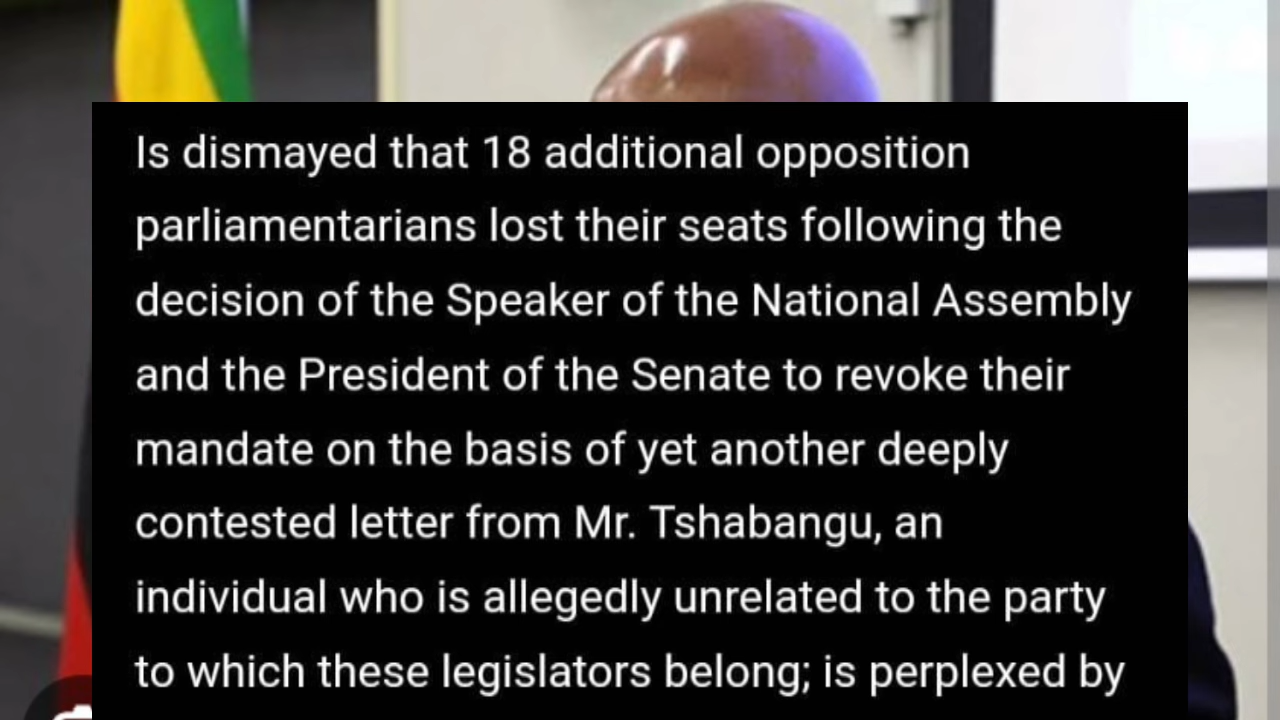 Is dismayed that 18 additional opposition
parliamentarians lost their seats following the
decision of the Speaker of the National Assembly
and the President of the Senate to revoke their
mandate on the basis of yet another deeply
contested letter from Mr. Tshabangu, an
individual who is allegedly unrelated to the party
to which these legislators belong; is perplexed by